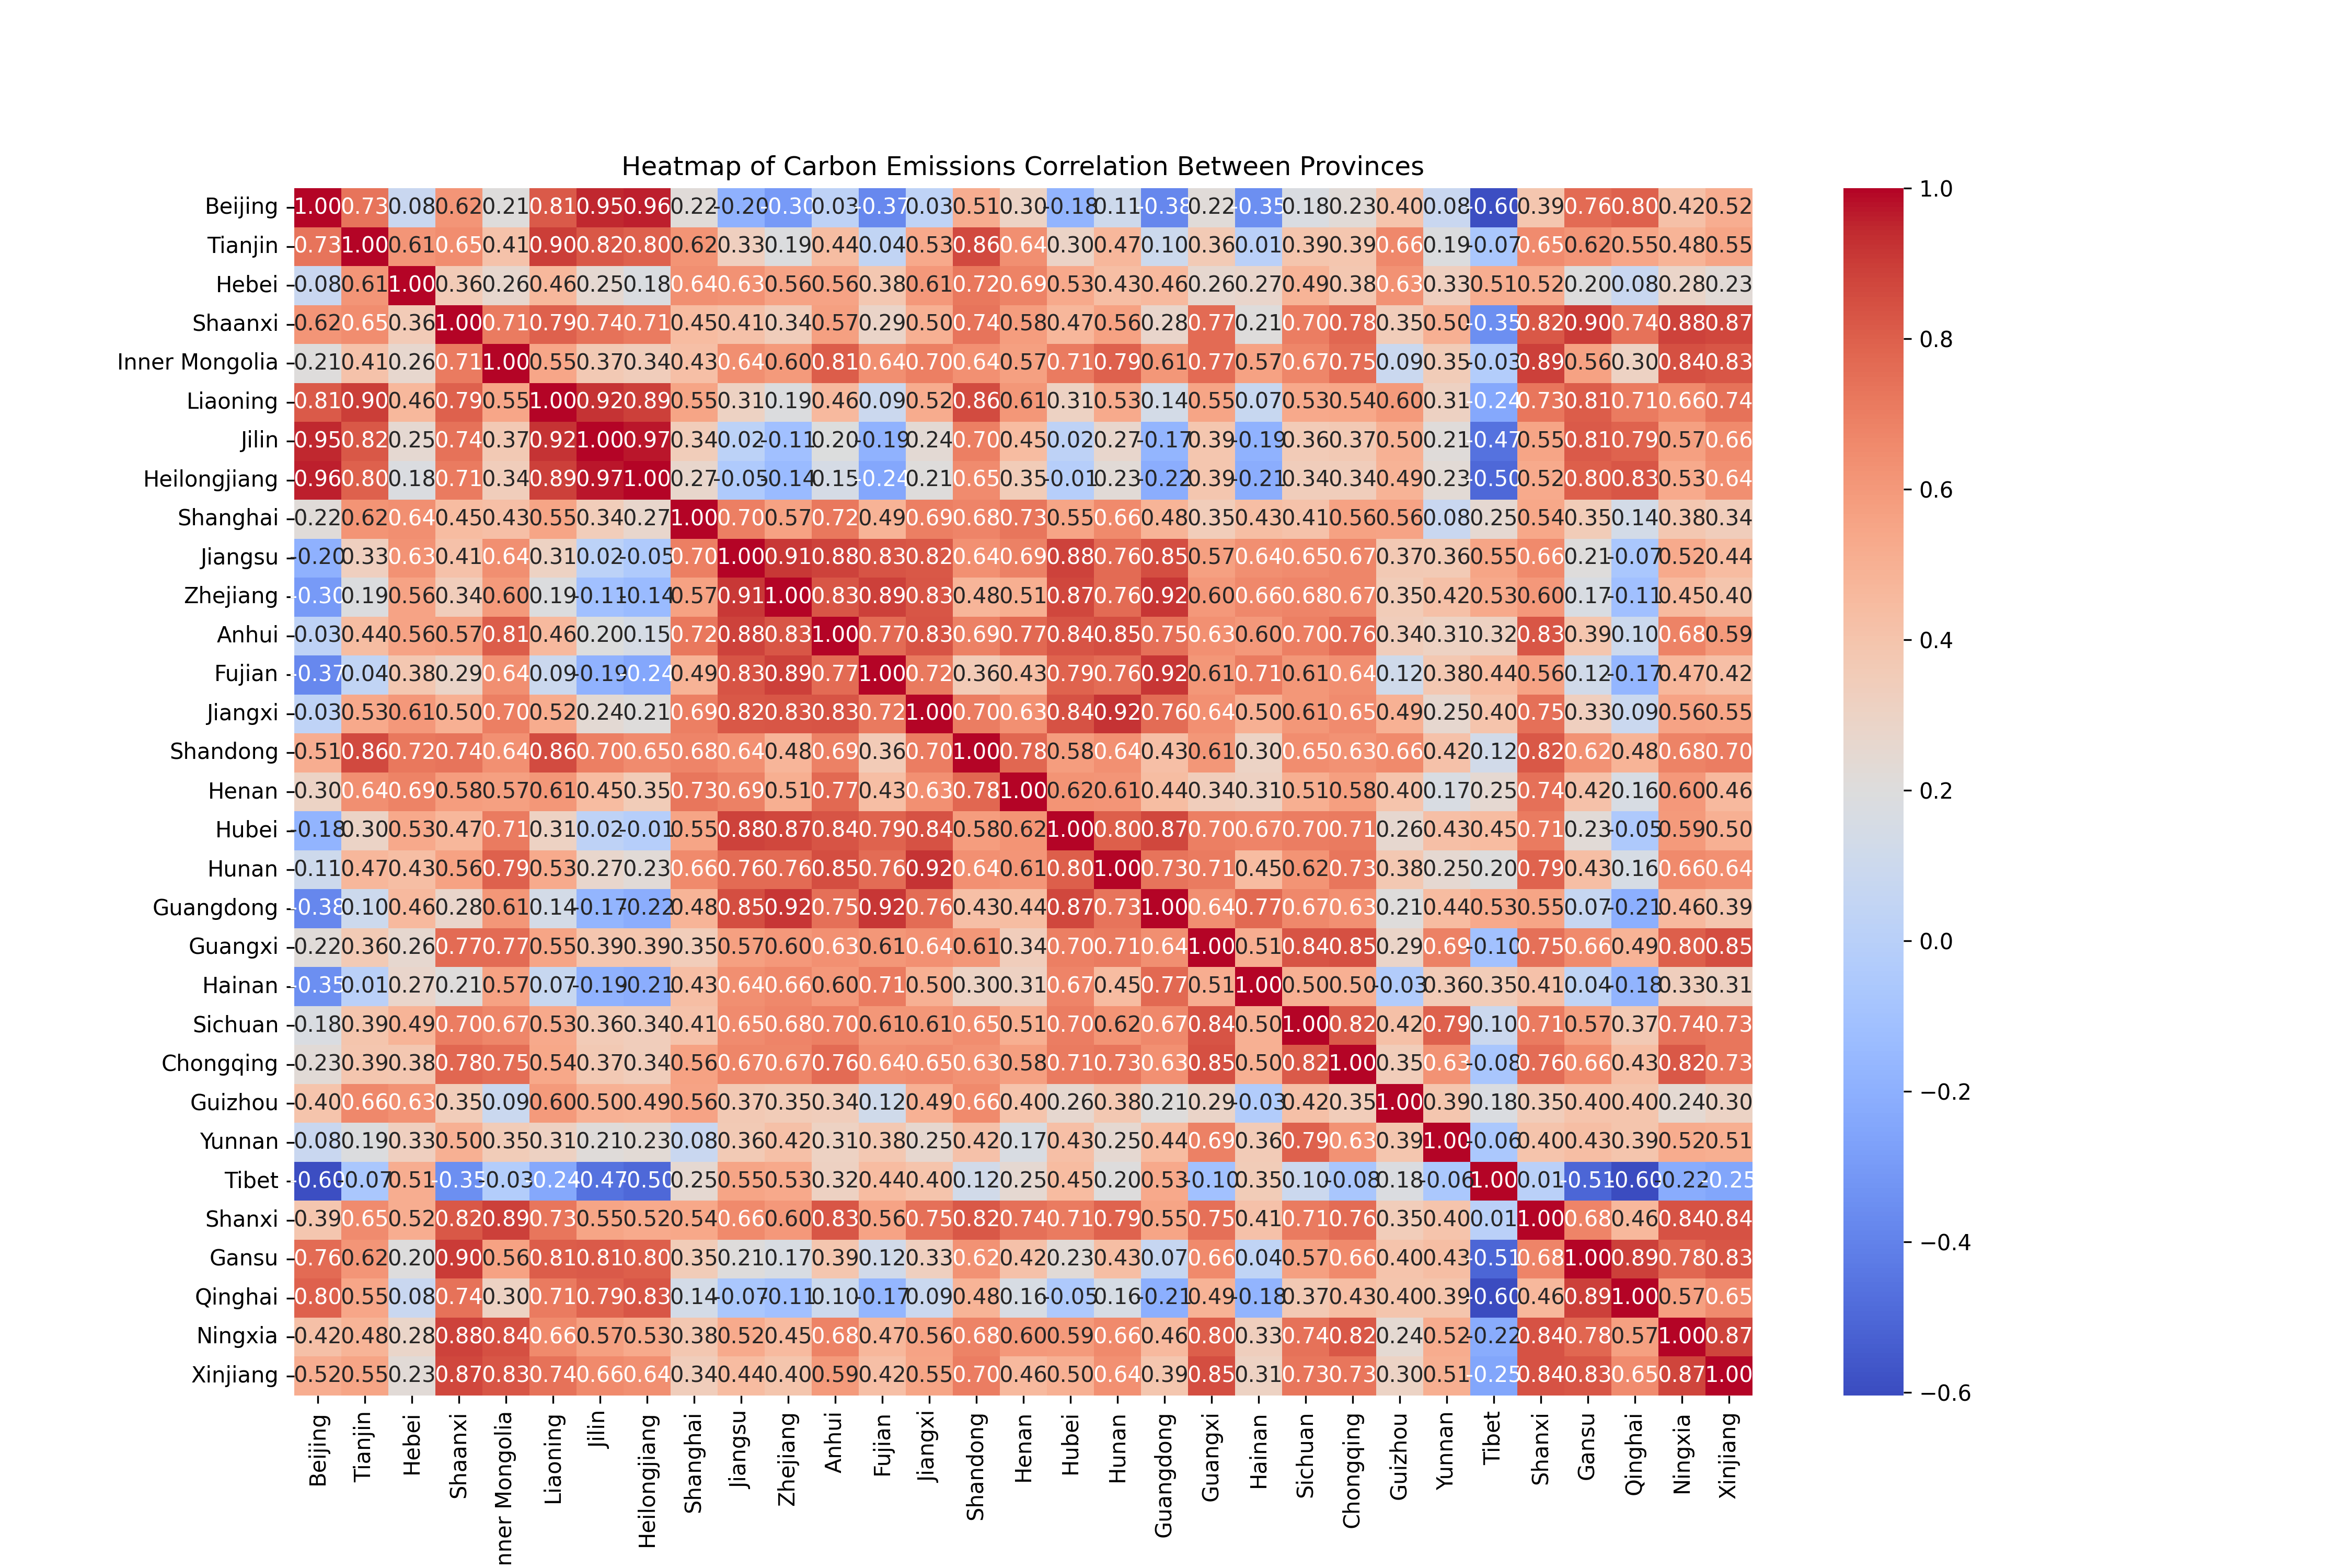 Heatmap of Carbon Emissions Correlation Between Provinces
Beijing 1.00 0.73 0.08 0.62 0.21 0.81 0.95 0.96 0.22 -0.20 -0.30 0.03 -0.37 0.03 0.51 0.30 -0.18 0.11 -0.38 0.22 -0.35 0.18 0.23 0.40 0.08 -0.60 0.39 0.76 0.80 0.42 0.52
Tianjin 0.73 1.00 0.61 0.65 0.41 0.90 0.82 0.80 0.62 0.33 0.19 0.44 0.04 0.53 0.86 0.64 0.30 0.47 0.10 0.36 0.01 0.39 0.39 0.66 0.19 -0.07 0.65 0.62 0.55 0.48 0.55
Hebei 0.08 0.61 1.00 0.36 0.26 0.46 0.25 0.18 0.64 0.63 0.56 0.56 0.38 0.61 0.72 0.69 0.53 0.43 0.46 0.26 0.27 0.49 0.38 0.63 0.33 0.51 0.52 0.20 0.08 0.28 0.23
Shaanxi 0.62 0.65 0.36 1.00 0.71 0.79 0.74 0.71 0.45 0.41 0.34 0.57 0.29 0.50 0.74 0.58 0.47 0.56 0.28 0.77 0.21 0.70 0.78 0.35 0.50 -0.35 0.82 0.90 0.74 0.88 0.87
Inner Mongolia 0.21 0.41 0.26 0.71 1.00 0.55 0.37 0.34 0.43 0.64 0.60 0.81 0.64 0.70 0.64 0.57 0.71 0.79 0.61 0.77 0.57 0.67 0.75 0.09 0.35 -0.03 0.89 0.56 0.30 0.84 0.83
Liaoning 0.81 0.90 0.46 0.79 0.55 1.00 0.92 0.89 0.55 0.31 0.19 0.46 0.09 0.52 0.86 0.61 0.31 0.53 0.14 0.55 0.07 0.53 0.54 0.60 0.31 -0.24 0.73 0.81 0.71 0.66 0.74
Jilin 0.95 0.82 0.25 0.74 0.37 0.92 1.00 0.97 0.34 0.02 -0.11 0.20 -0.19 0.24 0.70 0.45 0.02 0.27 -0.17 0.39 -0.19 0.36 0.37 0.50 0.21 -0.47 0.55 0.81 0.79 0.57 0.66
Heilongjiang 0.96 0.80 0.18 0.71 0.34 0.89 0.97 1.00 0.27 -0.05 -0.14 0.15 -0.24 0.21 0.65 0.35 -0.01 0.23 -0.22 0.39 -0.21 0.34 0.34 0.49 0.23 -0.50 0.52 0.80 0.83 0.53 0.64
Shanghai 0.22 0.62 0.64 0.45 0.43 0.55 0.34 0.27 1.00 0.70 0.57 0.72 0.49 0.69 0.68 0.73 0.55 0.66 0.48 0.35 0.43 0.41 0.56 0.56 0.08 0.25 0.54 0.35 0.14 0.38 0.34
Jiangsu -0.20 0.33 0.63 0.41 0.64 0.31 0.02 -0.05 0.70 1.00 0.91 0.88 0.83 0.82 0.64 0.69 0.88 0.76 0.85 0.57 0.64 0.65 0.67 0.37 0.36 0.55 0.66 0.21 -0.07 0.52 0.44
Zhejiang -0.30 0.19 0.56 0.34 0.60 0.19 -0.11 -0.14 0.57 0.91 1.00 0.83 0.89 0.83 0.48 0.51 0.87 0.76 0.92 0.60 0.66 0.68 0.67 0.35 0.42 0.53 0.60 0.17 -0.11 0.45 0.40
Anhui 0.03 0.44 0.56 0.57 0.81 0.46 0.20 0.15 0.72 0.88 0.83 1.00 0.77 0.83 0.69 0.77 0.84 0.85 0.75 0.63 0.60 0.70 0.76 0.34 0.31 0.32 0.83 0.39 0.10 0.68 0.59
Fujian -0.37 0.04 0.38 0.29 0.64 0.09 -0.19 -0.24 0.49 0.83 0.89 0.77 1.00 0.72 0.36 0.43 0.79 0.76 0.92 0.61 0.71 0.61 0.64 0.12 0.38 0.44 0.56 0.12 -0.17 0.47 0.42
Jiangxi 0.03 0.53 0.61 0.50 0.70 0.52 0.24 0.21 0.69 0.82 0.83 0.83 0.72 1.00 0.70 0.63 0.84 0.92 0.76 0.64 0.50 0.61 0.65 0.49 0.25 0.40 0.75 0.33 0.09 0.56 0.55
Shandong 0.51 0.86 0.72 0.74 0.64 0.86 0.70 0.65 0.68 0.64 0.48 0.69 0.36 0.70 1.00 0.78 0.58 0.64 0.43 0.61 0.30 0.65 0.63 0.66 0.42 0.12 0.82 0.62 0.48 0.68 0.70
Henan 0.30 0.64 0.69 0.58 0.57 0.61 0.45 0.35 0.73 0.69 0.51 0.77 0.43 0.63 0.78 1.00 0.62 0.61 0.44 0.34 0.31 0.51 0.58 0.40 0.17 0.25 0.74 0.42 0.16 0.60 0.46
Hubei -0.18 0.30 0.53 0.47 0.71 0.31 0.02 -0.01 0.55 0.88 0.87 0.84 0.79 0.84 0.58 0.62 1.00 0.80 0.87 0.70 0.67 0.70 0.71 0.26 0.43 0.45 0.71 0.23 -0.05 0.59 0.50
Hunan 0.11 0.47 0.43 0.56 0.79 0.53 0.27 0.23 0.66 0.76 0.76 0.85 0.76 0.92 0.64 0.61 0.80 1.00 0.73 0.71 0.45 0.62 0.73 0.38 0.25 0.20 0.79 0.43 0.16 0.66 0.64
Guangdong -0.38 0.10 0.46 0.28 0.61 0.14 -0.17 -0.22 0.48 0.85 0.92 0.75 0.92 0.76 0.43 0.44 0.87 0.73 1.00 0.64 0.77 0.67 0.63 0.21 0.44 0.53 0.55 0.07 -0.21 0.46 0.39
Guangxi 0.22 0.36 0.26 0.77 0.77 0.55 0.39 0.39 0.35 0.57 0.60 0.63 0.61 0.64 0.61 0.34 0.70 0.71 0.64 1.00 0.51 0.84 0.85 0.29 0.69 -0.10 0.75 0.66 0.49 0.80 0.85
Hainan -0.35 0.01 0.27 0.21 0.57 0.07 -0.19 -0.21 0.43 0.64 0.66 0.60 0.71 0.50 0.30 0.31 0.67 0.45 0.77 0.51 1.00 0.50 0.50 -0.03 0.36 0.35 0.41 0.04 -0.18 0.33 0.31
Sichuan 0.18 0.39 0.49 0.70 0.67 0.53 0.36 0.34 0.41 0.65 0.68 0.70 0.61 0.61 0.65 0.51 0.70 0.62 0.67 0.84 0.50 1.00 0.82 0.42 0.79 0.10 0.71 0.57 0.37 0.74 0.73
Chongqing 0.23 0.39 0.38 0.78 0.75 0.54 0.37 0.34 0.56 0.67 0.67 0.76 0.64 0.65 0.63 0.58 0.71 0.73 0.63 0.85 0.50 0.82 1.00 0.35 0.63 -0.08 0.76 0.66 0.43 0.82 0.73
Guizhou 0.40 0.66 0.63 0.35 0.09 0.60 0.50 0.49 0.56 0.37 0.35 0.34 0.12 0.49 0.66 0.40 0.26 0.38 0.21 0.29 -0.03 0.42 0.35 1.00 0.39 0.18 0.35 0.40 0.40 0.24 0.30
Yunnan 0.08 0.19 0.33 0.50 0.35 0.31 0.21 0.23 0.08 0.36 0.42 0.31 0.38 0.25 0.42 0.17 0.43 0.25 0.44 0.69 0.36 0.79 0.63 0.39 1.00 -0.06 0.40 0.43 0.39 0.52 0.51
Tibet -0.60 -0.07 0.51 -0.35 -0.03 -0.24 -0.47 -0.50 0.25 0.55 0.53 0.32 0.44 0.40 0.12 0.25 0.45 0.20 0.53 -0.10 0.35 0.10 -0.08 0.18 -0.06 1.00 0.01 -0.51 -0.60 -0.22 -0.25
Shanxi 0.39 0.65 0.52 0.82 0.89 0.73 0.55 0.52 0.54 0.66 0.60 0.83 0.56 0.75 0.82 0.74 0.71 0.79 0.55 0.75 0.41 0.71 0.76 0.35 0.40 0.01 1.00 0.68 0.46 0.84 0.84
Gansu 0.76 0.62 0.20 0.90 0.56 0.81 0.81 0.80 0.35 0.21 0.17 0.39 0.12 0.33 0.62 0.42 0.23 0.43 0.07 0.66 0.04 0.57 0.66 0.40 0.43 -0.51 0.68 1.00 0.89 0.78 0.83
Qinghai 0.80 0.55 0.08 0.74 0.30 0.71 0.79 0.83 0.14 -0.07 -0.11 0.10 -0.17 0.09 0.48 0.16 -0.05 0.16 -0.21 0.49 -0.18 0.37 0.43 0.40 0.39 -0.60 0.46 0.89 1.00 0.57 0.65
Ningxia 0.42 0.48 0.28 0.88 0.84 0.66 0.57 0.53 0.38 0.52 0.45 0.68 0.47 0.56 0.68 0.60 0.59 0.66 0.46 0.80 0.33 0.74 0.82 0.24 0.52 -0.22 0.84 0.78 0.57 1.00 0.87
Xinjiang 0.52 0.55 0.23 0.87 0.83 0.74 0.66 0.64 0.34 0.44 0.40 0.59 0.42 0.55 0.70 0.46 0.50 0.64 0.39 0.85 0.31 0.73 0.73 0.30 0.51 -0.25 0.84 0.83 0.65 0.87 1.00
Beijing
Tianjin
Hebei
Shaanxi
nner Mongolia
Liaoning
Jilin
Heilongjiang
Shanghai
Jiangsu
Zhejiang
Anhui
Fujian
Jiangxi
Shandong
Henan
Hubei
Hunan
Guangdong
Guangxi
Hainan
Sichuan
Chongqing
Guizhou
Yunnan
Tibet
Shanxi
Gansu
Qinghai
Ningxia
Xinjiang
1.0
0.8
0.6
0.4
0.2
0.0
−0.2
−0.4
−0.6